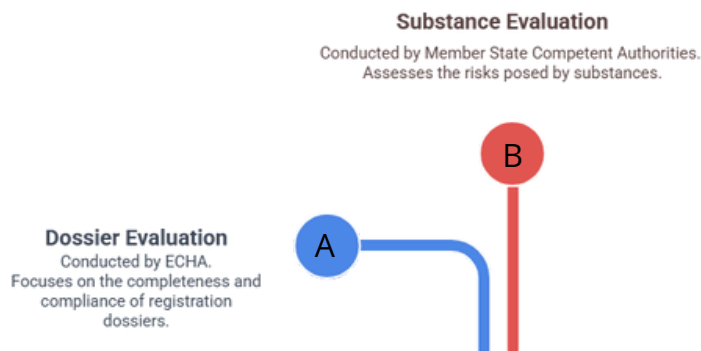 Substance Evaluation
Conducted by Member State Competent Authorities.
Assesses the risks posed by substances.
B
A
Dossier Evaluation
Conducted by ECHA.
Focuses on the completeness and
compliance of registration
dossiers.